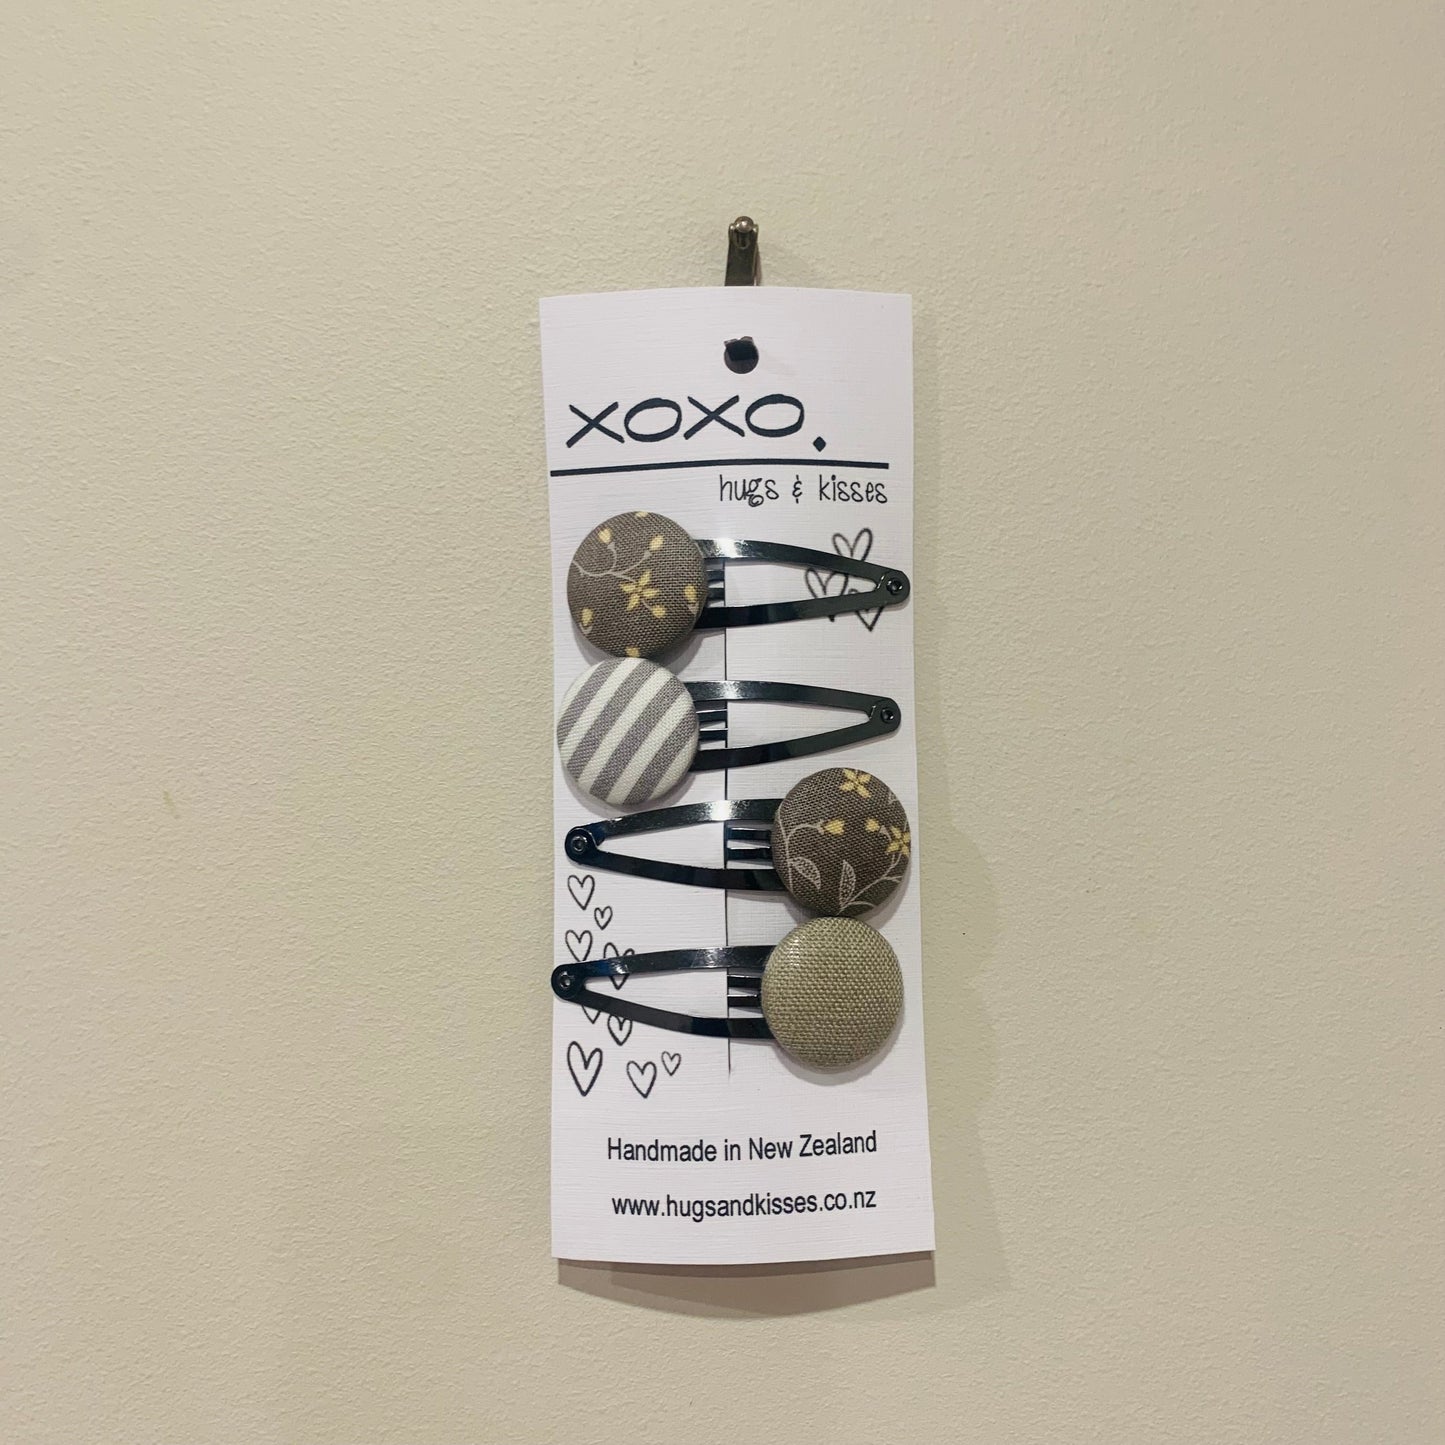 xoxo.
hugs & kisses
Handmade in New Zealand
www.hugsandkisses.co.nz